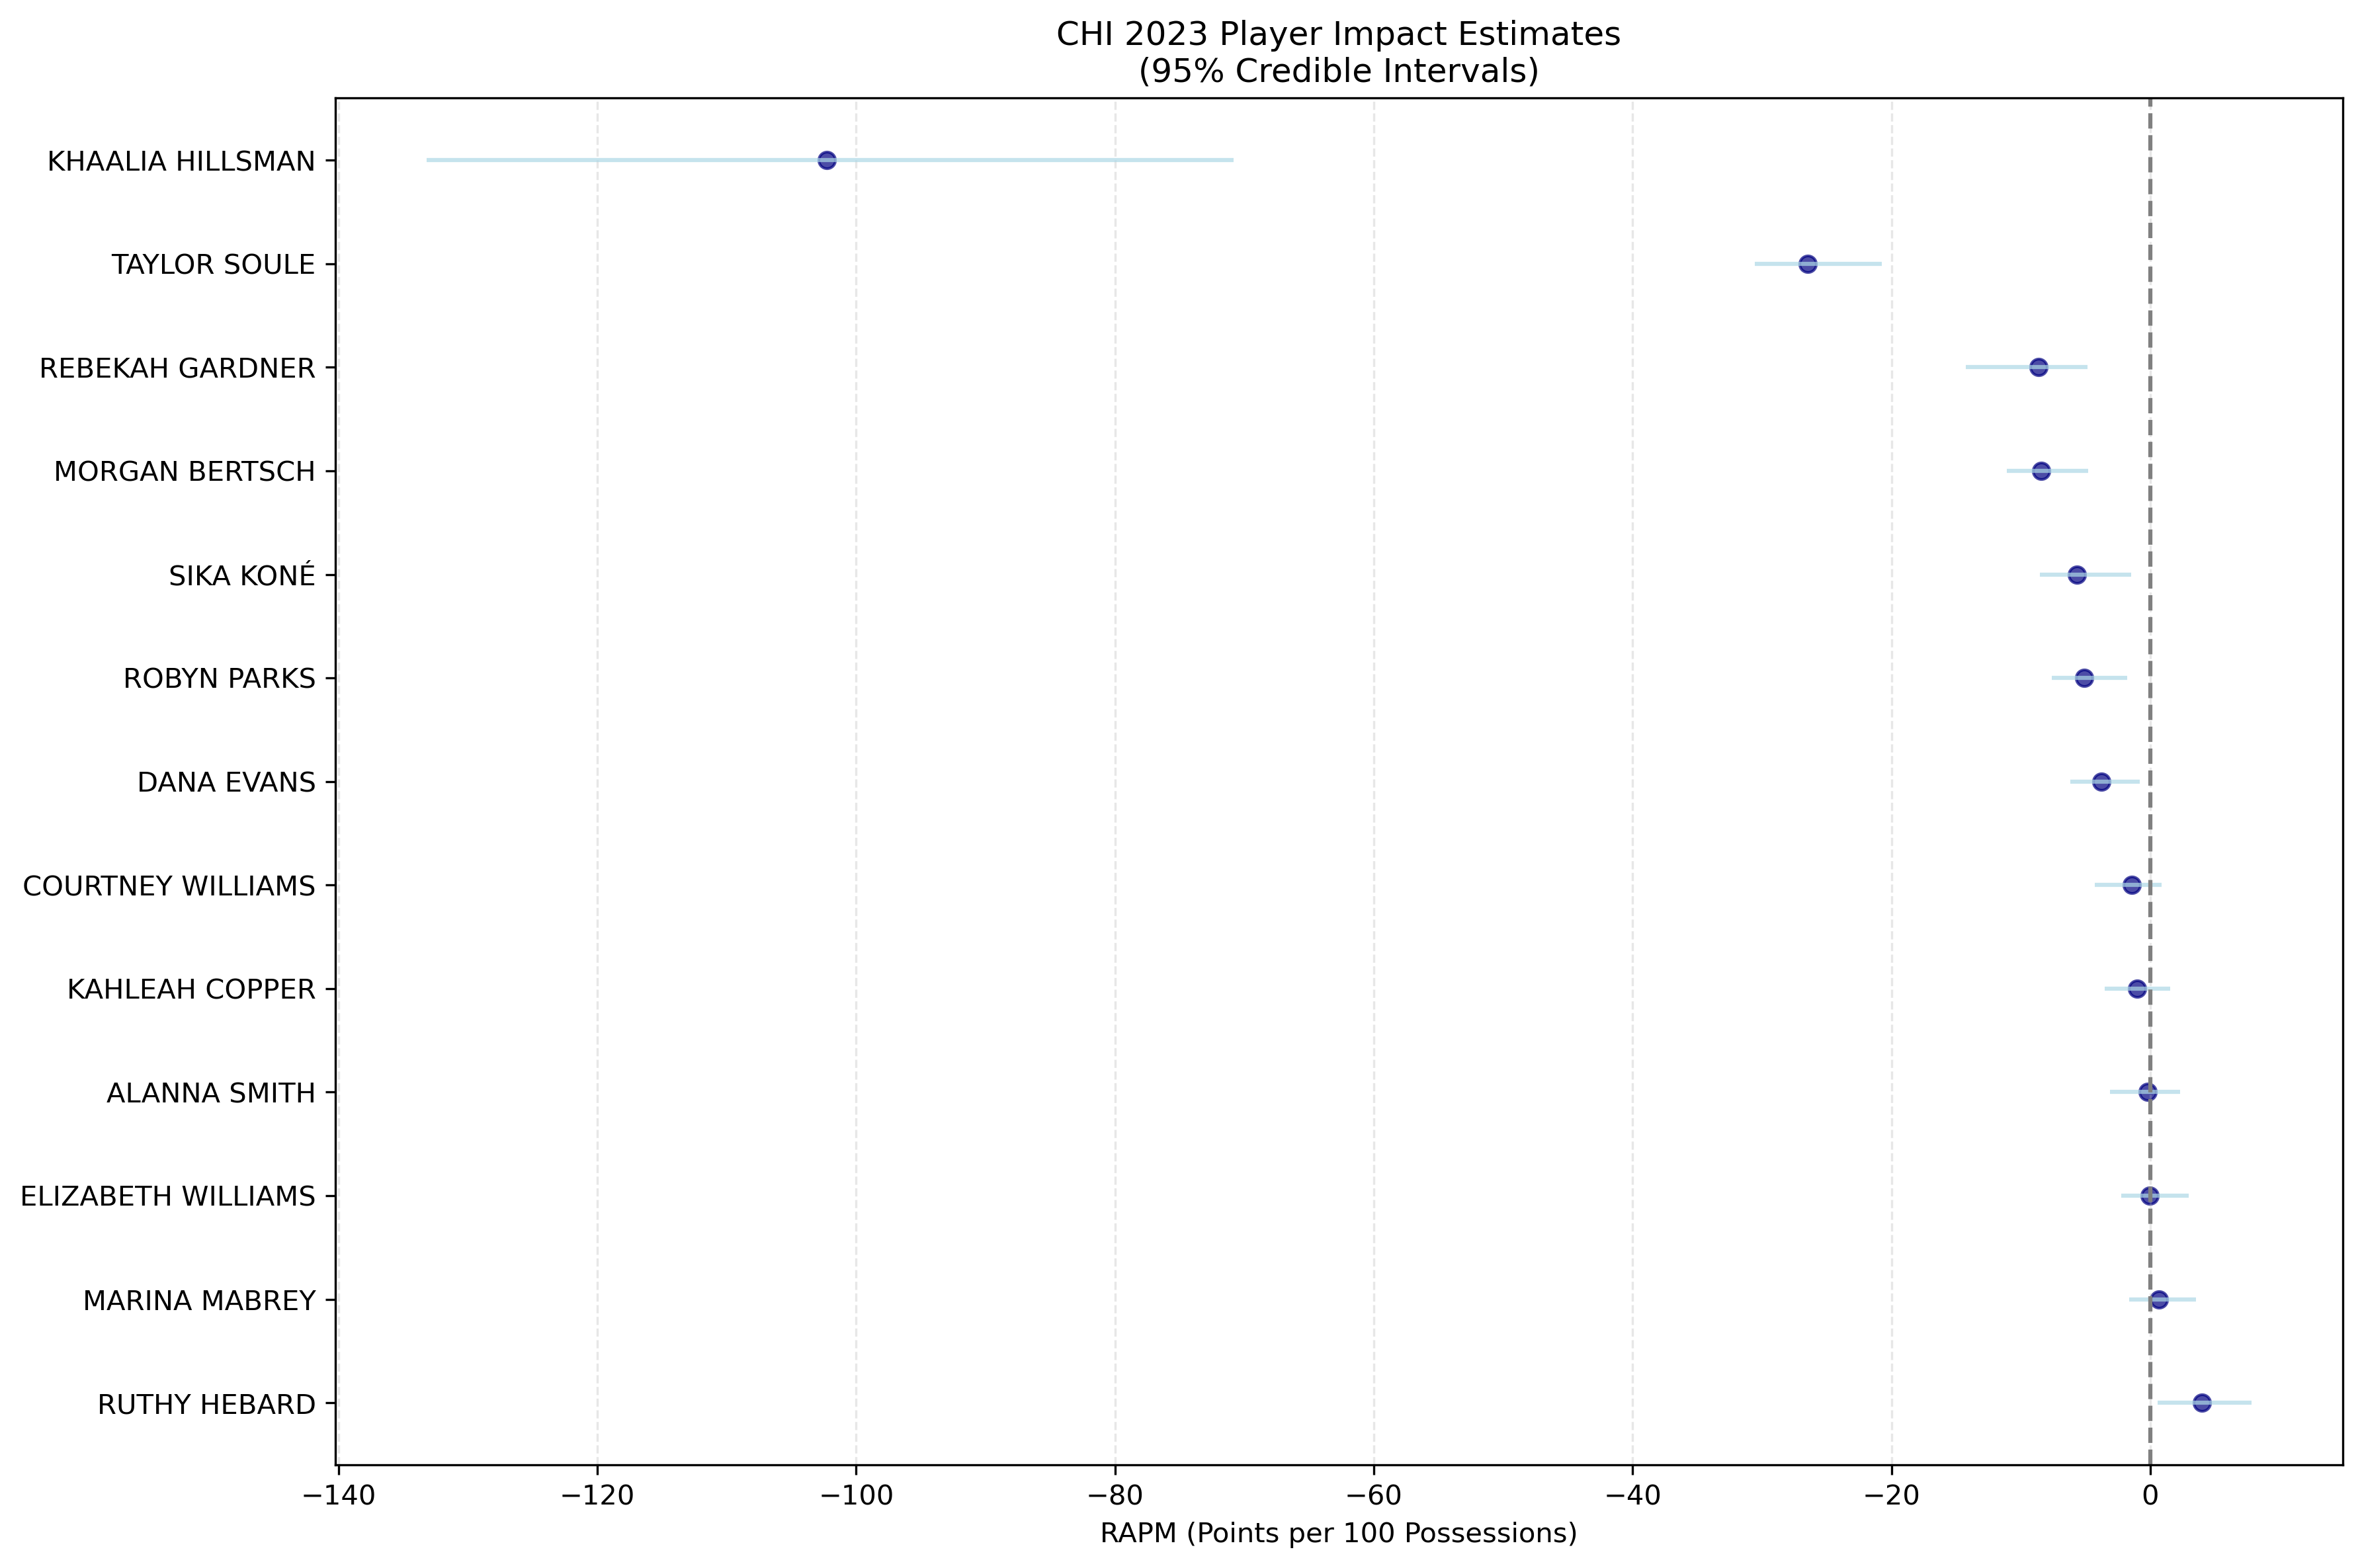 CHI 2023 Player Impact Estimates
(95% Credible Intervals)
KHAALIA HILLSMAN
TAYLOR SOULE
REBEKAH GARDNER
MORGAN BERTSCH
SIKA KONÉ
ROBYN PARKS
DANA EVANS
COURTNEY WILLIAMS
KAHLEAH COPPER
ALANNA SMITH
ELIZABETH WILLIAMS
MARINA MABREY
RUTHY HEBARD
−140 −120 −100 −80 −60 −40 −20 0
RAPM (Points per 100 Possessions)